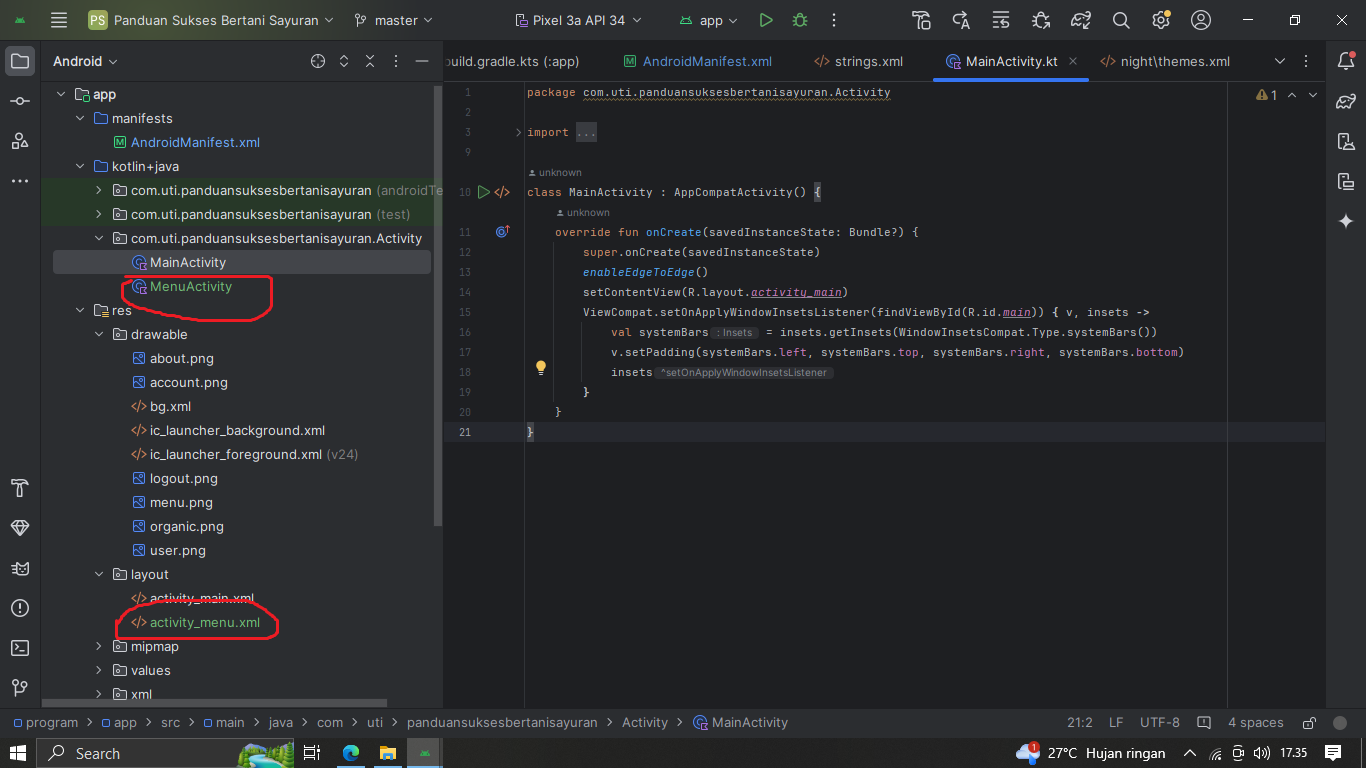 PS Panduan Sukses Bertani Sayuran master Pixel 3a API 34 app
Android
uild.gradle.kts (:app) AndroidManifest.xml strings.xml MainActivity.kt night\themes.xml
app
manifests
AndroidManifest.xml
kotlin+java
com.uti.panduansuksesbertanisayuran (androidTe
com.uti.panduansuksesbertanisayuran (test)
com.uti.panduansuksesbertanisayuran.Activity
MainActivity
MenuActivity
res
drawable
about.png
account.png
bg.xml
ic_launcher_background.xml
ic_launcher_foreground.xml (v24)
logout.png
menu.png
organic.png
user.png
layout
activity_main.xml
activity_menu.xml
mipmap
values
xml
1 package com.uti.panduansuksesbertanisayuran.Activity
1
2
3 import ...
9
unknown
10 class MainActivity : AppCompatActivity() {
unknown
11 override fun onCreate(savedInstanceState: Bundle?) {
12 super.onCreate(savedInstanceState)
13 enableEdgeToEdge()
14 setContentView(R.layout.activity_main)
15 ViewCompat.setOnApplyWindowInsetsListener(findViewById(R.id.main)) { v, insets ->
16 val systemBars : Insets = insets.getInsets(WindowInsetsCompat.Type.systemBars())
17 v.setPadding(systemBars.left, systemBars.top, systemBars.right, systemBars.bottom)
18 insets ^setOnApplyWindowInsetsListener
19 }
20 }
21 }
program > app > src > main > java > com > uti > panduansuksesbertanisayuran > Activity > MainActivity 21:2 LF UTF-8 4 spaces
Search 1 27°C Hujan ringan 17.35